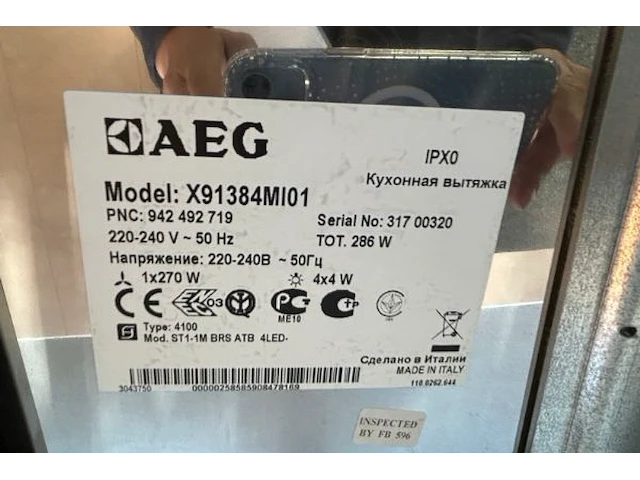 AEG
IPX0
Кухонная вытяжка
Model: X91384MI01
PNC: 942 492 719
Serial No: 317 00320
220-240 V ~ 50 Hz
TOT. 286 W
Напряжение: 220-240В ~ 50Гц
1x270 W
4x4 W
CE
ME10
Type: 4100
Mod. ST1-1M BRS ATB 4LED-
Сделано в Италии
MADE IN ITALY
3043750
00000258585908478169
110.0262.644
INSPECTED
BY FB 596